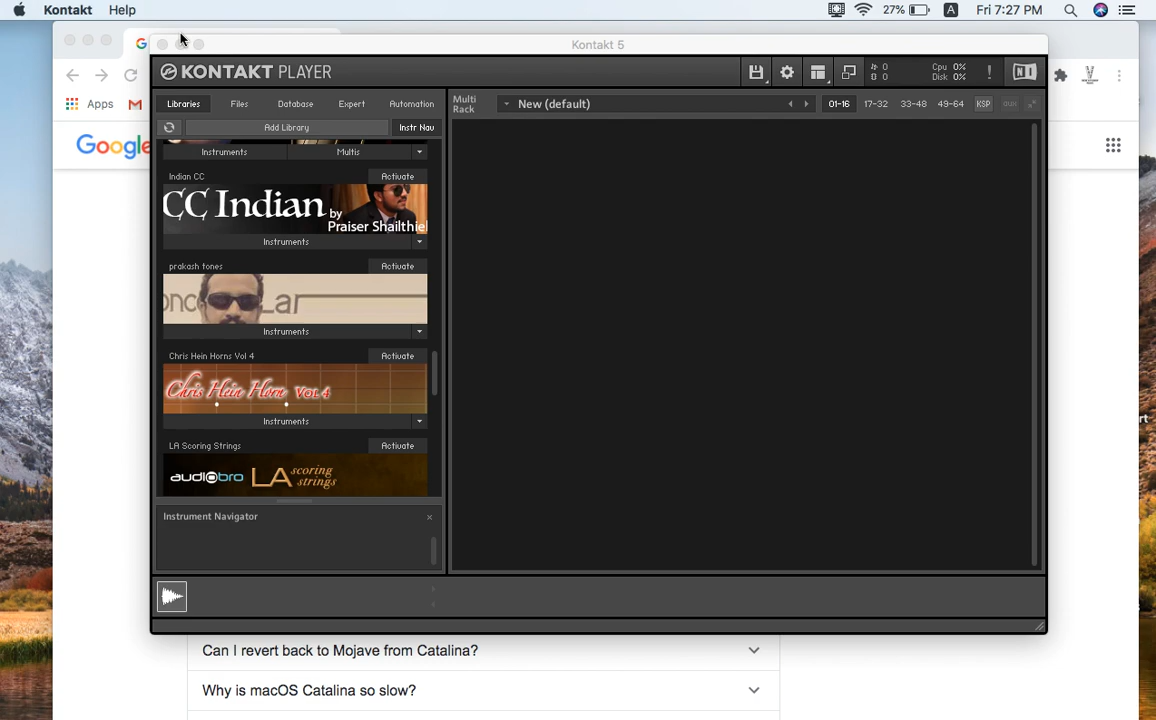 Kontakt Help
27% A Fri 7:27 PM
Kontakt 5
KONTAKT PLAYER
0
0
Cpu 0%
Disk 0%
!
NI
Apps
Google
Libraries Files Database Expert Automation
Multi
Rack
New (default)
01-16 17-32 33-48 49-64 KSP
Add Library
Instr Nav
Instruments Multis
Indian CC Activate
CC Indian by
Praiser Shailthiel
Instruments
prakash tones Activate
Instruments
Chris Hein Horns Vol 4 Activate
Chris Hein Horn VOL 4
Instruments
LA Scoring Strings Activate
audiobro LA scoring
strings
Instrument Navigator
Can I revert back to Mojave from Catalina?
Why is macOS Catalina so slow?